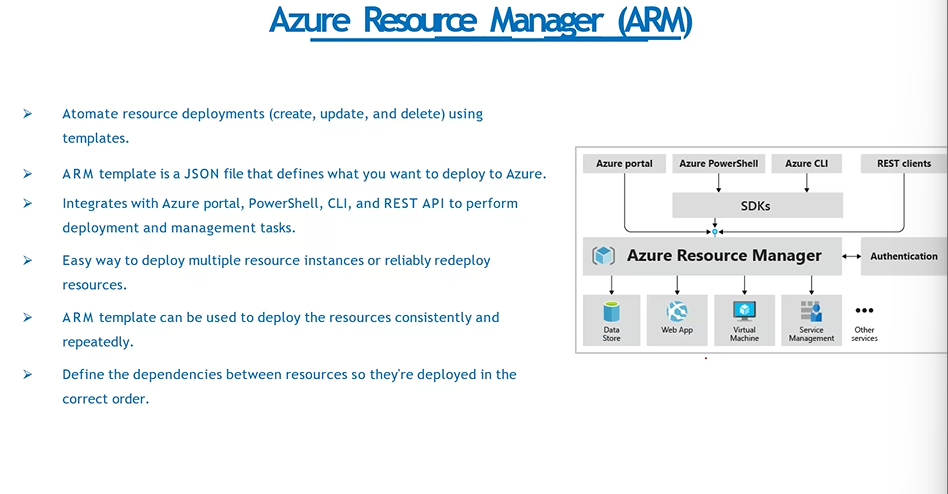 Azure Resource Manager (ARM)
➢ Atomate resource deployments (create, update, and delete) using
templates.
➢ ARM template is a JSON file that defines what you want to deploy to Azure.
➢ Integrates with Azure portal, PowerShell, CLI, and REST API to perform
deployment and management tasks.
➢ Easy way to deploy multiple resource instances or reliably redeploy
resources.
➢ ARM template can be used to deploy the resources consistently and
repeatedly.
➢ Define the dependencies between resources so they're deployed in the
correct order.
Azure portal
Azure PowerShell
Azure CLI
REST clients
SDKs
Azure Resource Manager
Authentication
Data
Store
Web App
Virtual
Machine
Service
Management
Other
services